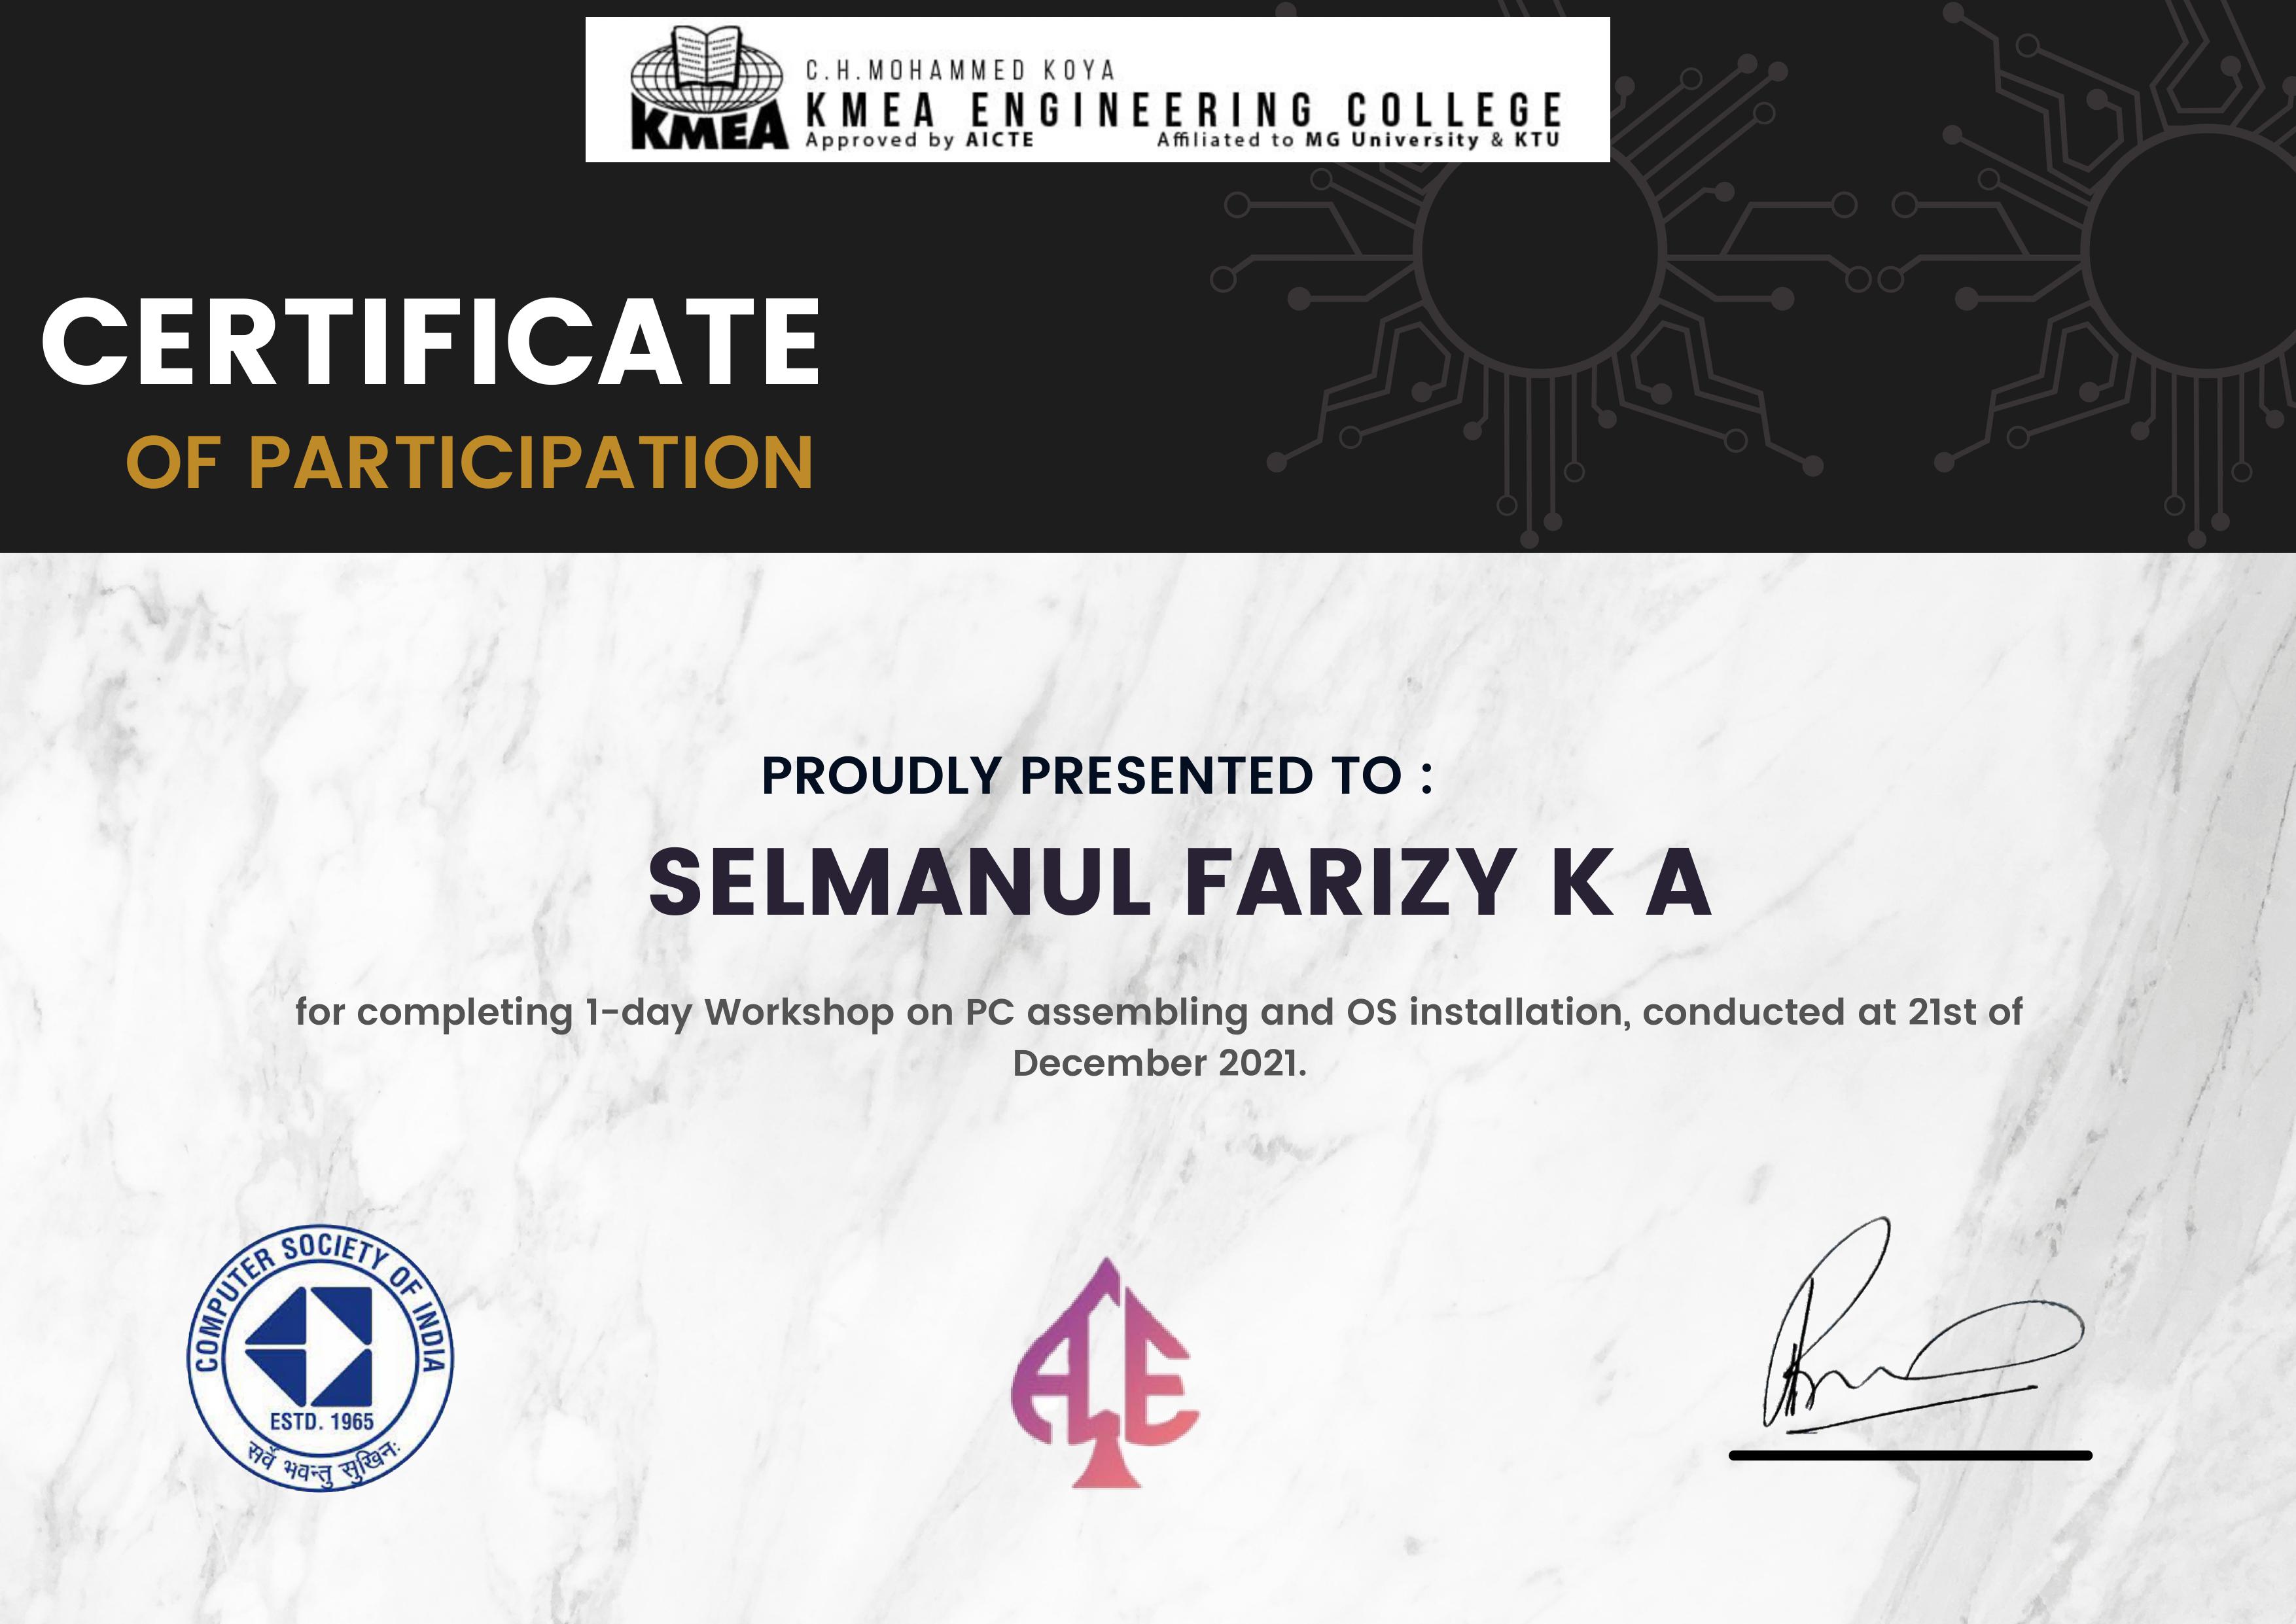 C.H.MOHAMMED KOYA
KMEA ENGINEERING COLLEGE
KMEA
Approved by AICTE Affiliated to MG University & KTU
CERTIFICATE
OF PARTICIPATION
PROUDLY PRESENTED TO :
SELMANUL FARIZY K A
for completing 1-day Workshop on PC assembling and OS installation, conducted at 21st of
December 2021.
COMPUTER SOCIETY OF INDIA
ESTD. 1965
सर्वे भवन्तु सुखिनः
ACE